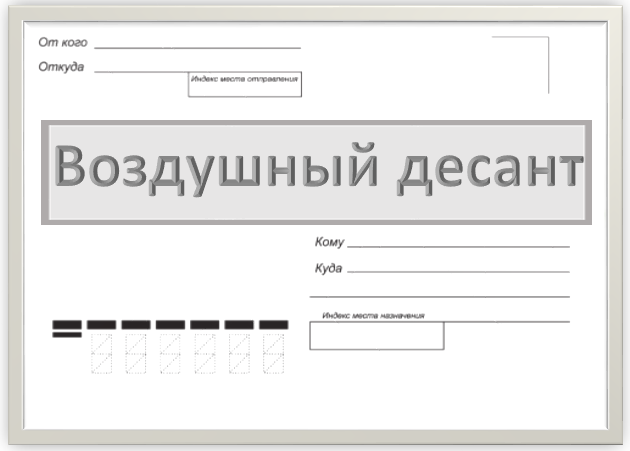 От кого
Откуда
Индекс места отправления
Воздушный десант
Кому
Куда
Индекс места назначения